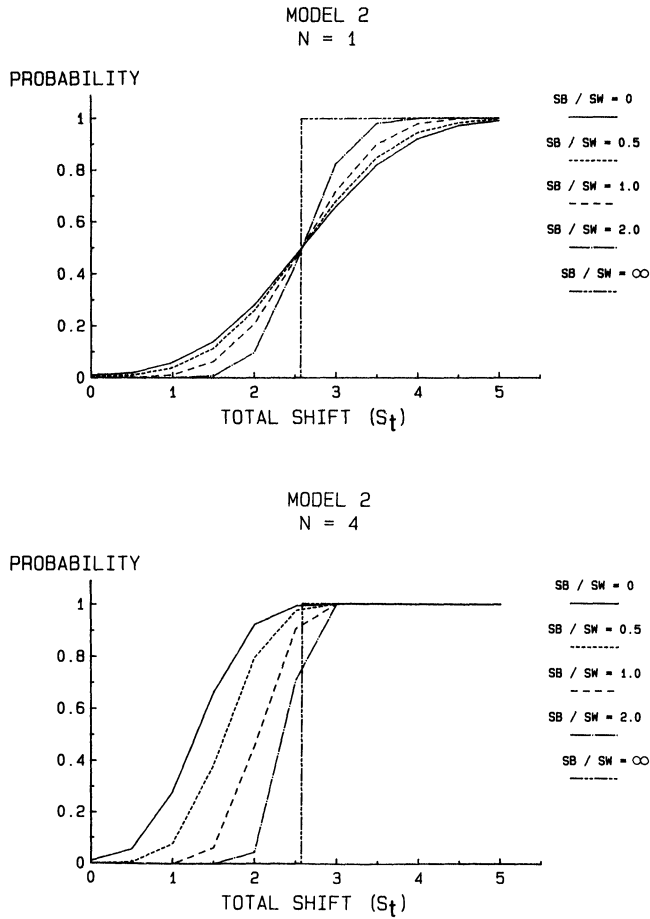 MODEL 2
N = 1
PROBABILITY
SB / SW = 0
SB / SW = 0.5
SB / SW = 1.0
SB / SW = 2.0
SB / SW = ∞
1
0.8
0.6
0.4
0.2
0
0 1 2 3 4 5
TOTAL SHIFT (St)
MODEL 2
N = 4
PROBABILITY
SB / SW = 0
SB / SW = 0.5
SB / SW = 1.0
SB / SW = 2.0
SB / SW = ∞
1
0.8
0.6
0.4
0.2
0
0 1 2 3 4 5
TOTAL SHIFT (St)